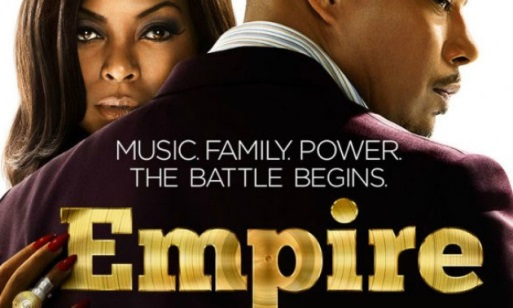 MUSIC. FAMILY. POWER.
THE BATTLE BEGINS.
Empire